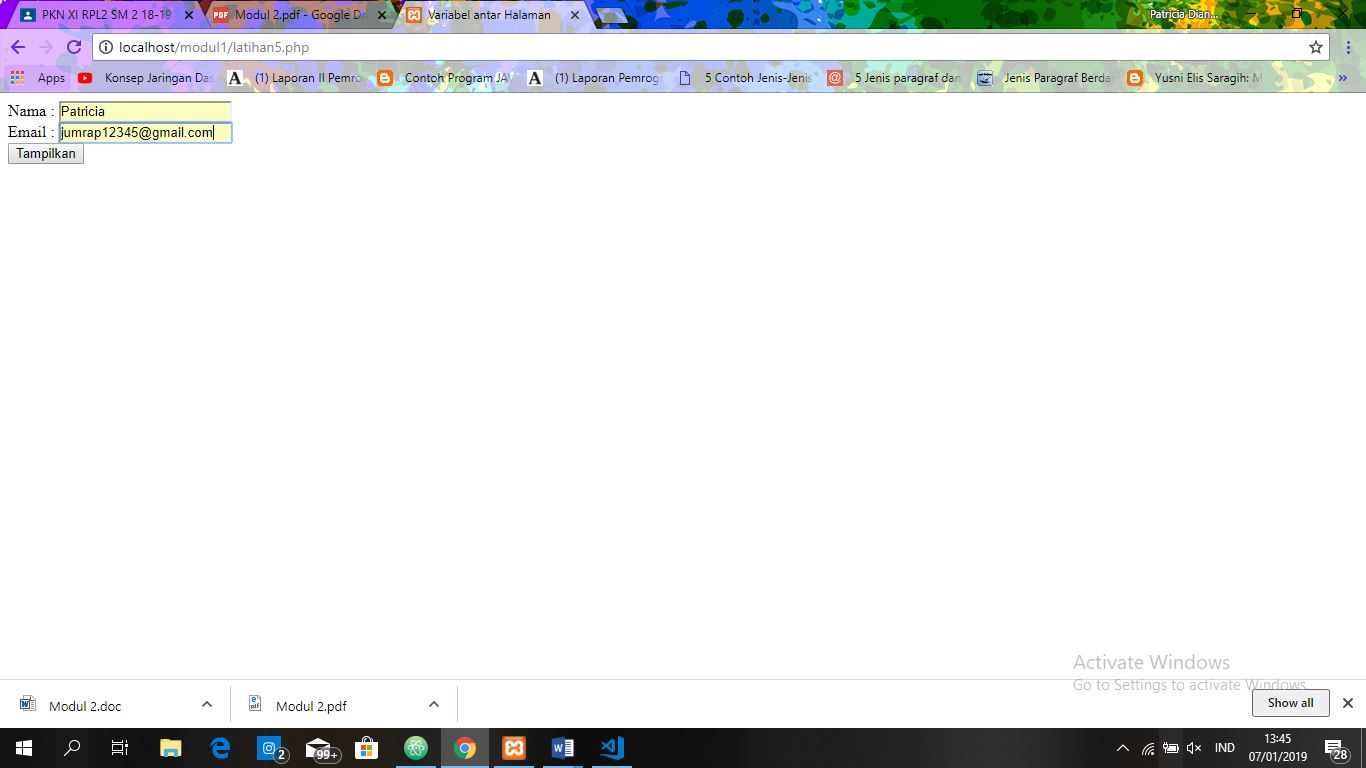 PKN XI RPL2 SM 2 18-19
Modul 2.pdf - Google Dr
Variabel antar Halaman
Patricia Dian...
localhost/modul1/latihan5.php
Apps
Konsep Jaringan Das
(1) Laporan II Pemro
Contoh Program JA
(1) Laporan Pemrog
5 Contoh Jenis-Jenis
5 Jenis paragraf dan
Jenis Paragraf Berda
Yusni Elis Saragih: M
»
Nama : Patricia
Email : jumrap12345@gmail.com
Tampilkan
Activate Windows
Go to Settings to activate Windows.
Modul 2.doc
Modul 2.pdf
Show all
2
99+
IND
13:45
07/01/2019
28